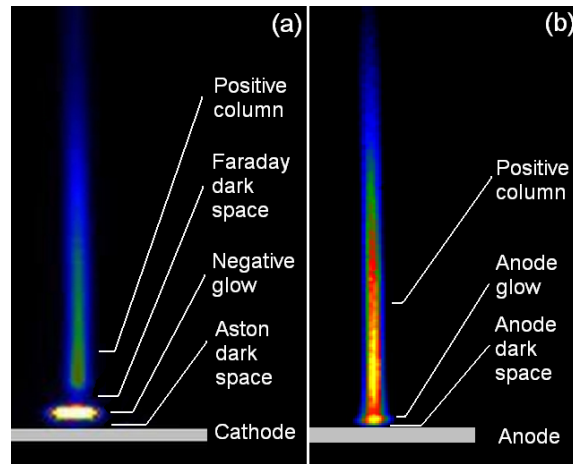 (a)
Positive
column
Faraday
dark
space
Negative
glow
Aston
dark
space
Cathode
(b)
Positive
column
Anode
glow
Anode
dark
space
Anode